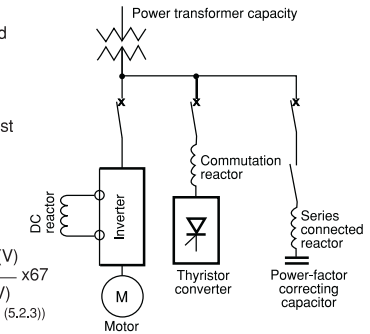 Power transformer capacity
d
st
Commutation
reactor
DC
reactor
Inverter
Series
connected
reactor
(V)
x67
V)
(5.2.3))
Thyristor
converter
Power-factor
correcting
capacitor
M
Motor